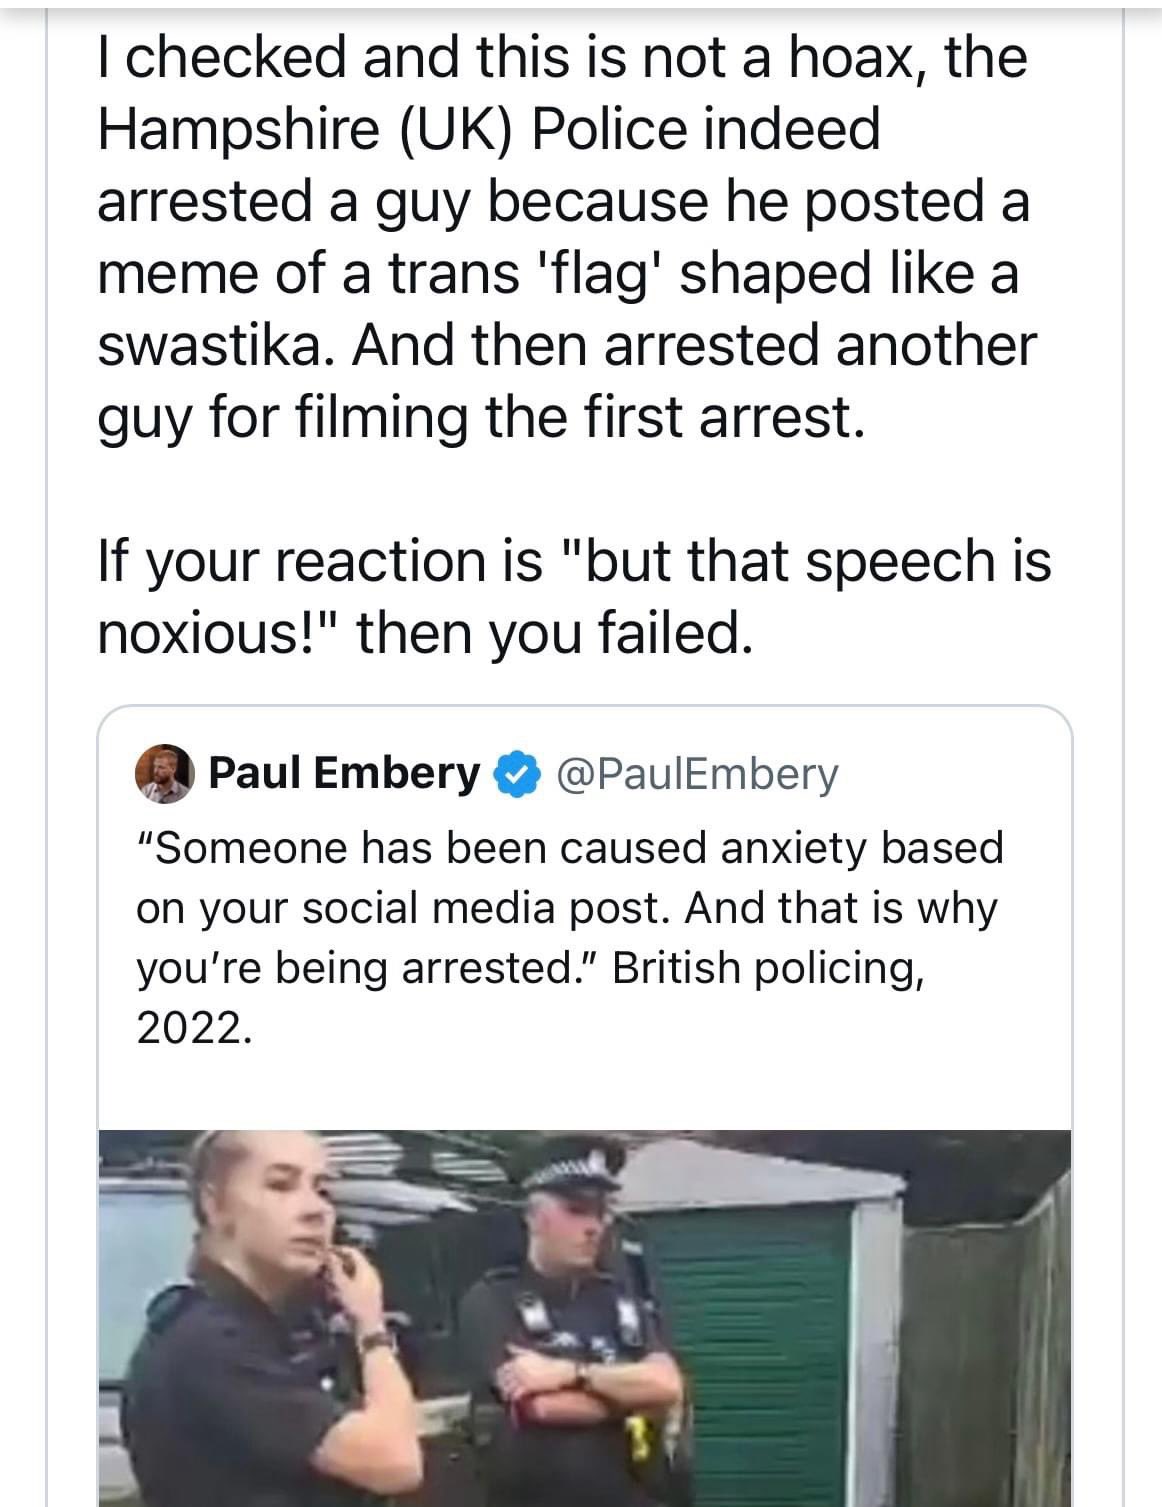 I checked and this is not a hoax, the
Hampshire (UK) Police indeed
arrested a guy because he posted a
meme of a trans 'flag' shaped like a
swastika. And then arrested another
guy for filming the first arrest.
If your reaction is "but that speech is
noxious!" then you failed.
Paul Embery @PaulEmbery
“Someone has been caused anxiety based
on your social media post. And that is why
you’re being arrested.” British policing,
2022.